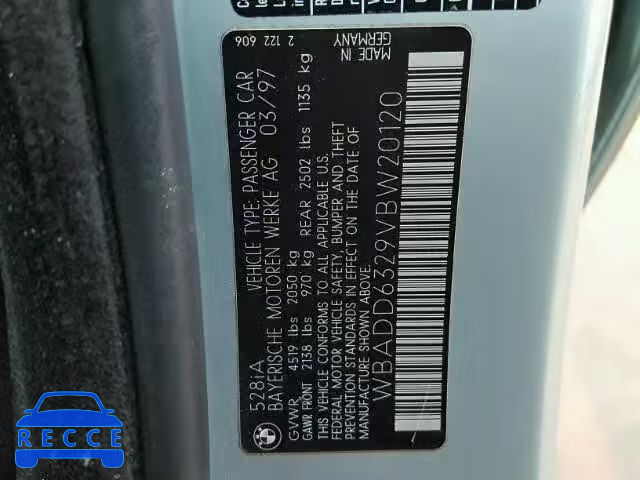 528iA VEHICLE TYPE: PASSENGER CAR 2 122 606
BAYERISCHE MOTOREN WERKE AG 03/97
GVWR 4519 lbs 2050 kg
GAWR FRONT 2138 lbs 970 kg REAR 2502 lbs 1135 kg
THIS VEHICLE CONFORMS TO ALL APPLICABLE U.S.
FEDERAL MOTOR VEHICLE SAFETY, BUMPER AND THEFT
PREVENTION STANDARDS IN EFFECT ON THE DATE OF
MANUFACTURE SHOWN ABOVE.
MADE IN
GERMANY
WBADD6329VBW20120
BMW
RECCE